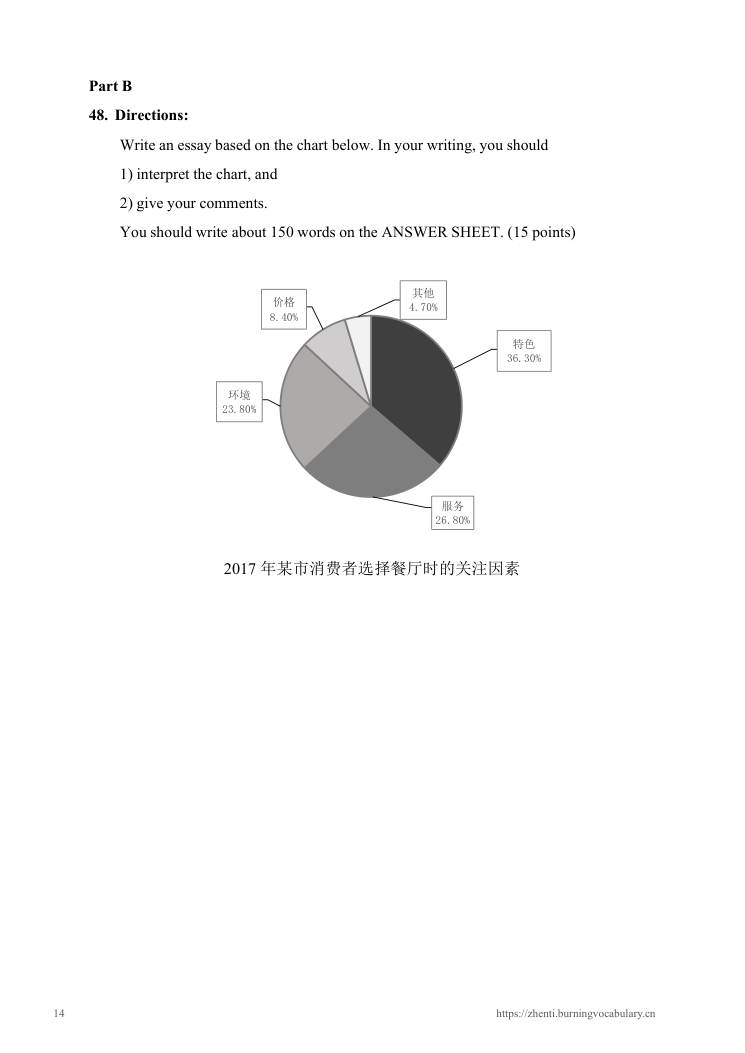 Part B
48. Directions:
Write an essay based on the chart below. In your writing, you should
1) interpret the chart, and
2) give your comments.
You should write about 150 words on the ANSWER SHEET. (15 points)
其他
4.70%
价格
8.40%
特色
36.30%
环境
23.80%
服务
26.80%
2017 年某市消费者选择餐厅时的关注因素
14
https://zhenti.burningvocabulary.cn